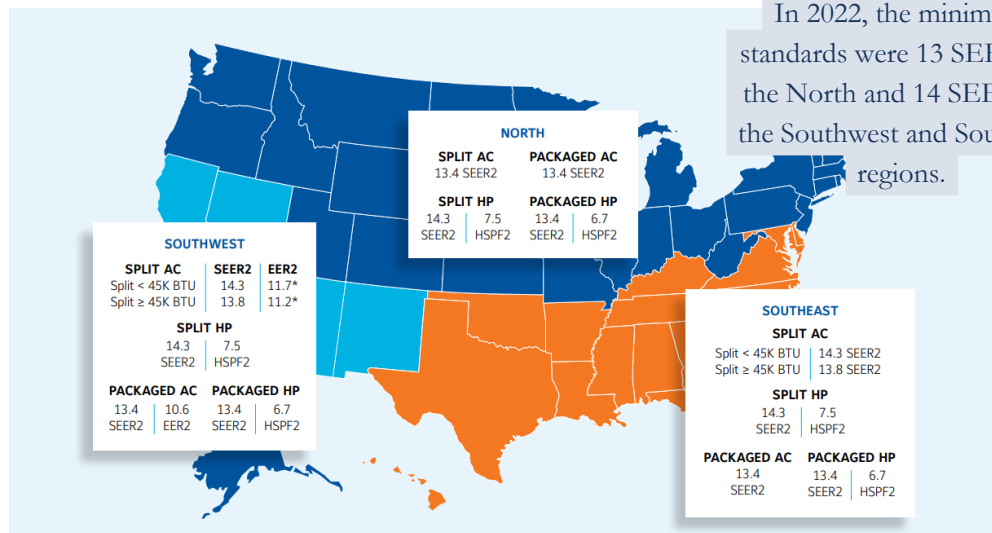 In 2022, the minim
standards were 13 SEE
the North and 14 SEE
the Southwest and Sou
regions.
NORTH
SPLIT AC PACKAGED AC
13.4 SEER2 13.4 SEER2
SPLIT HP PACKAGED HP
14.3 7.5 13.4 6.7
SEER2 HSPF2 SEER2 HSPF2
SOUTHWEST
SPLIT AC SEER2 EER2
Split < 45K BTU 14.3 11.7*
Split ≥ 45K BTU 13.8 11.2*
SPLIT HP
14.3 7.5
SEER2 HSPF2
PACKAGED AC PACKAGED HP
13.4 10.6 13.4 6.7
SEER2 EER2 SEER2 HSPF2
SOUTHEAST
SPLIT AC
Split < 45K BTU 14.3 SEER2
Split ≥ 45K BTU 13.8 SEER2
SPLIT HP
14.3 7.5
SEER2 HSPF2
PACKAGED AC PACKAGED HP
13.4 13.4 6.7
SEER2 SEER2 HSPF2